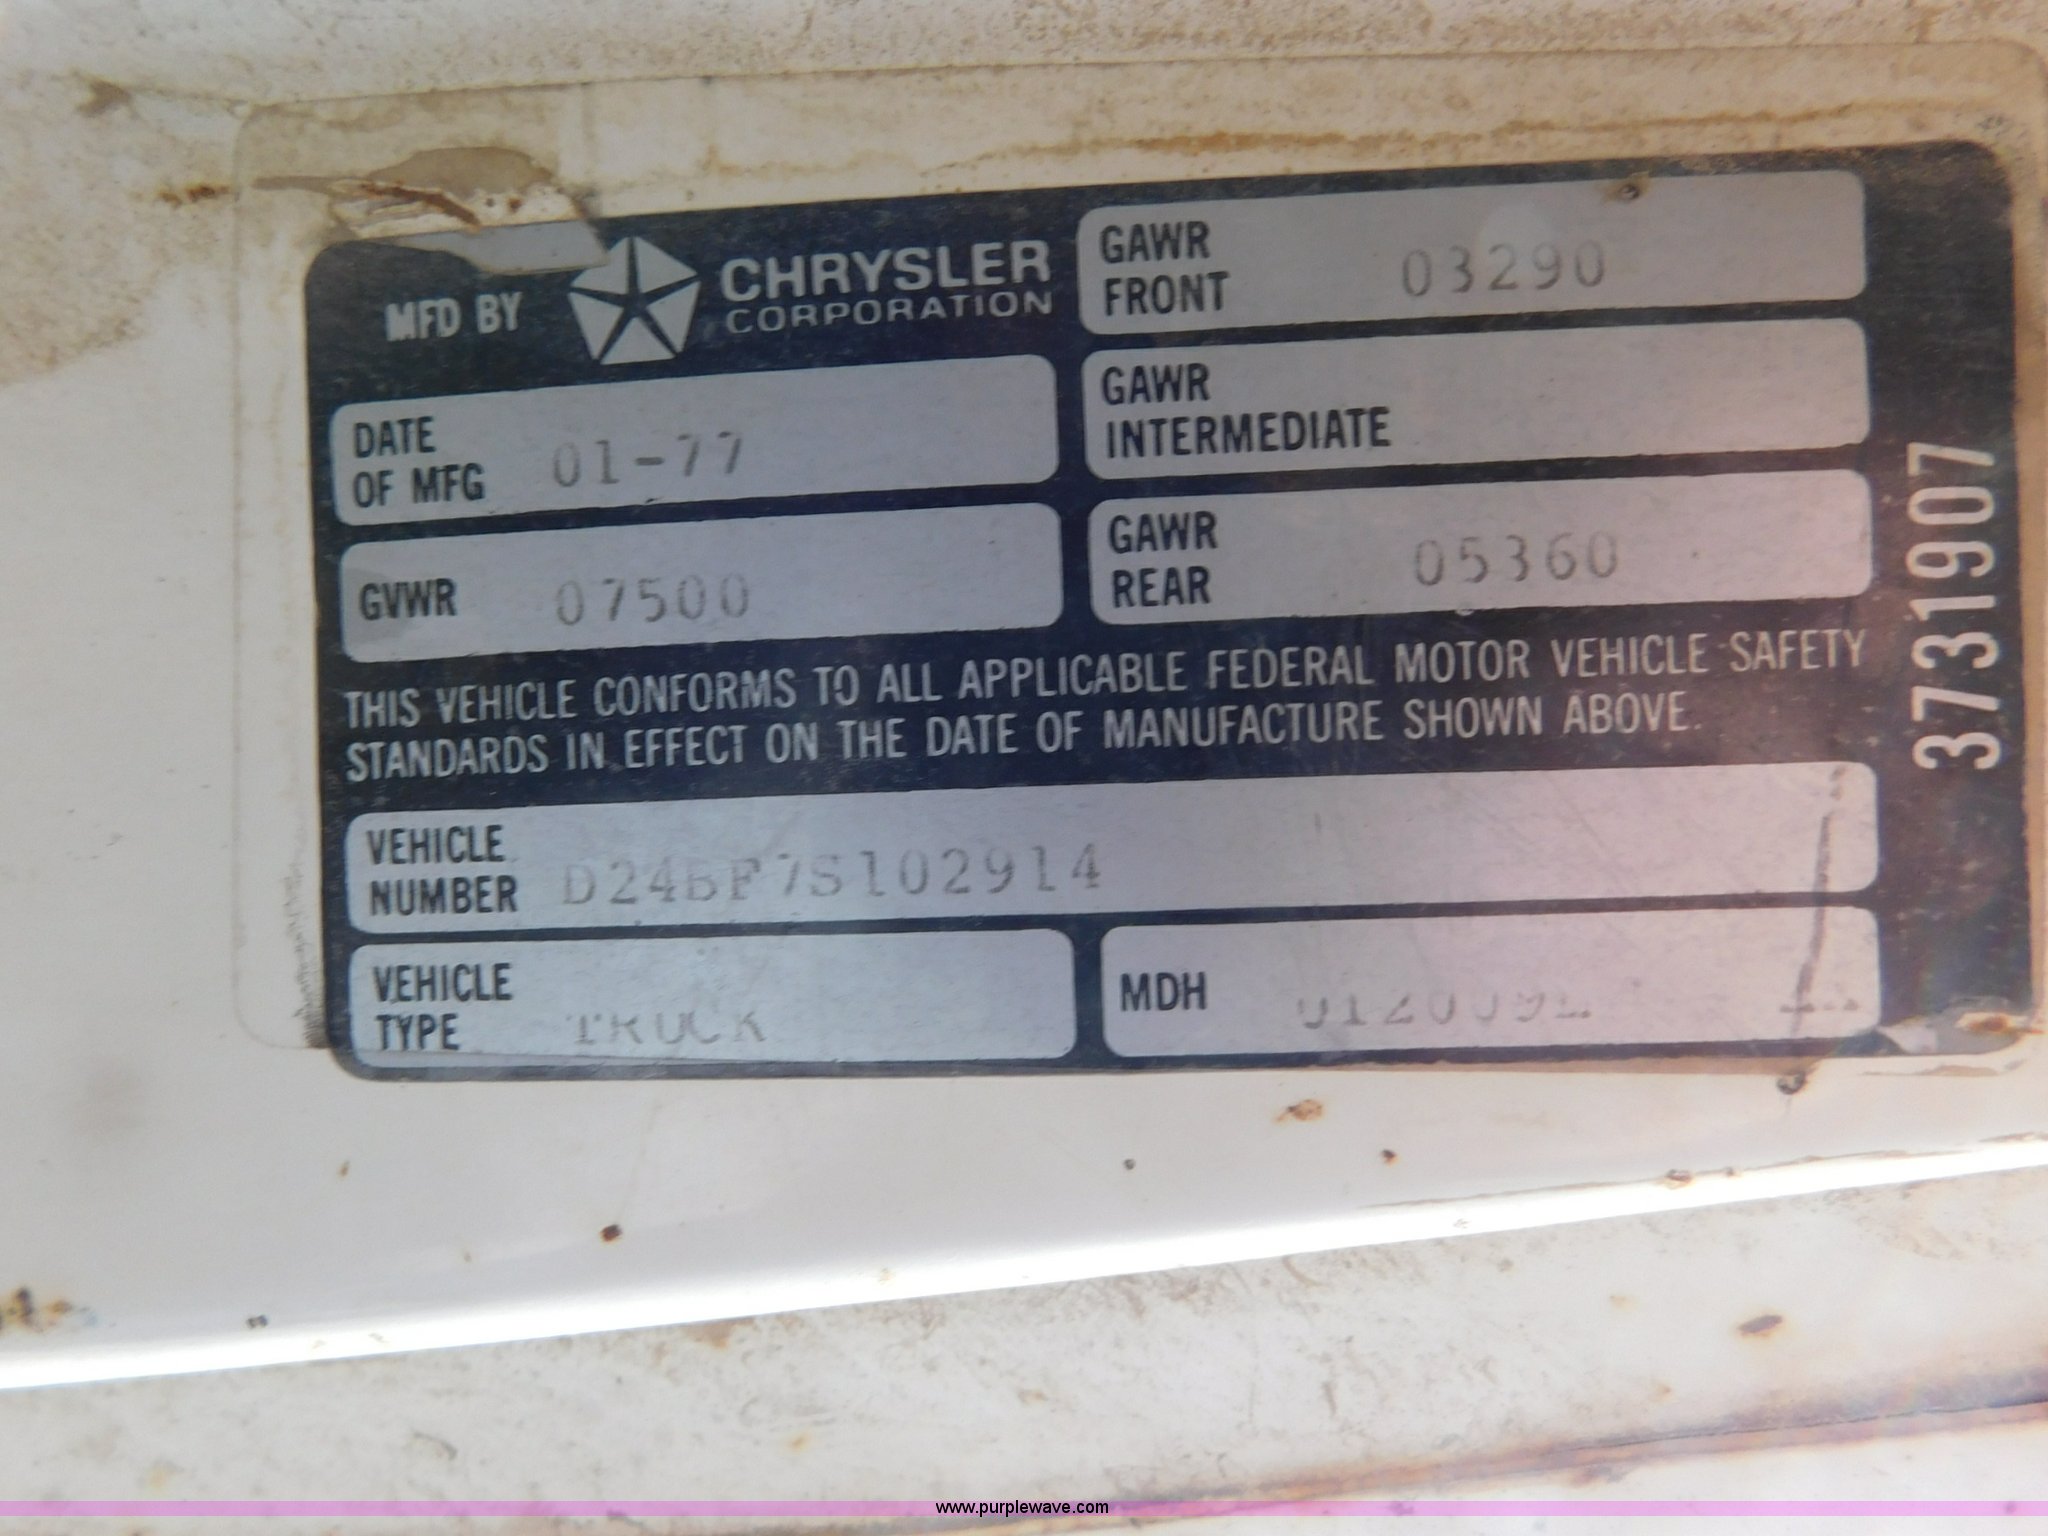 MFD BY CHRYSLER
CORPORATION
GAWR
FRONT 03290
DATE
OF MFG 01-77
GAWR
INTERMEDIATE
GVWR 07500
GAWR
REAR 05360
THIS VEHICLE CONFORMS TO ALL APPLICABLE FEDERAL MOTOR VEHICLE SAFETY
STANDARDS IN EFFECT ON THE DATE OF MANUFACTURE SHOWN ABOVE.
VEHICLE
NUMBER D24BF7S102914
VEHICLE
TYPE TRUCK
MDH
3731907
www.purplewave.com